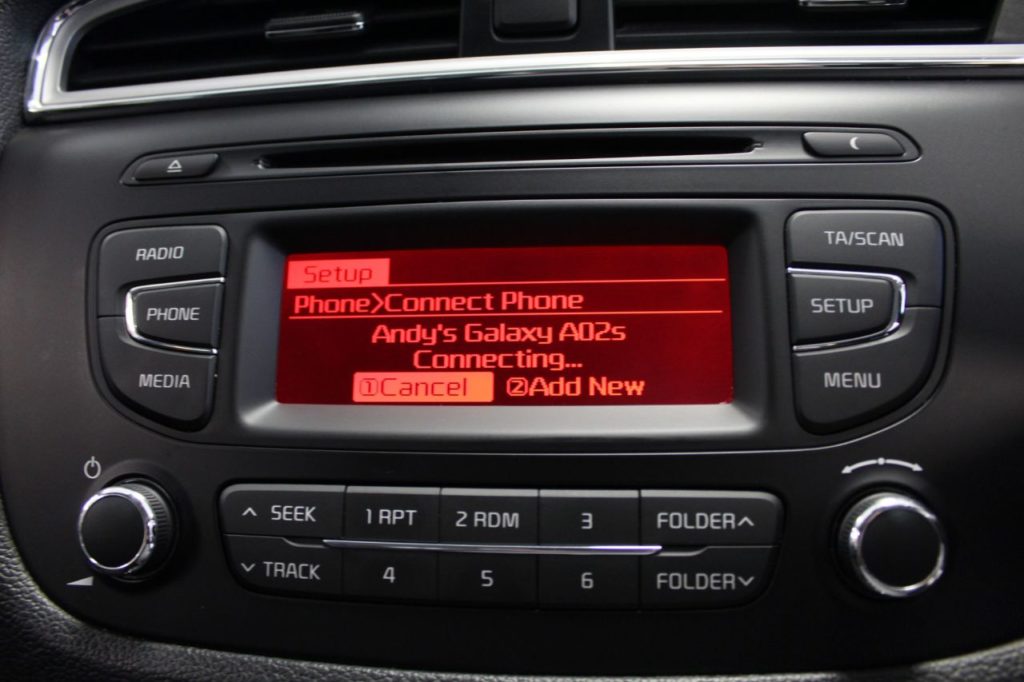 RADIO
PHONE
MEDIA
Setup
Phone>Connect Phone
Andy's Galaxy A02s
Connecting...
①Cancel ②Add New
TA/SCAN
SETUP
MENU
SEEK 1 RPT 2 RDM 3 FOLDER
TRACK 4 5 6 FOLDER